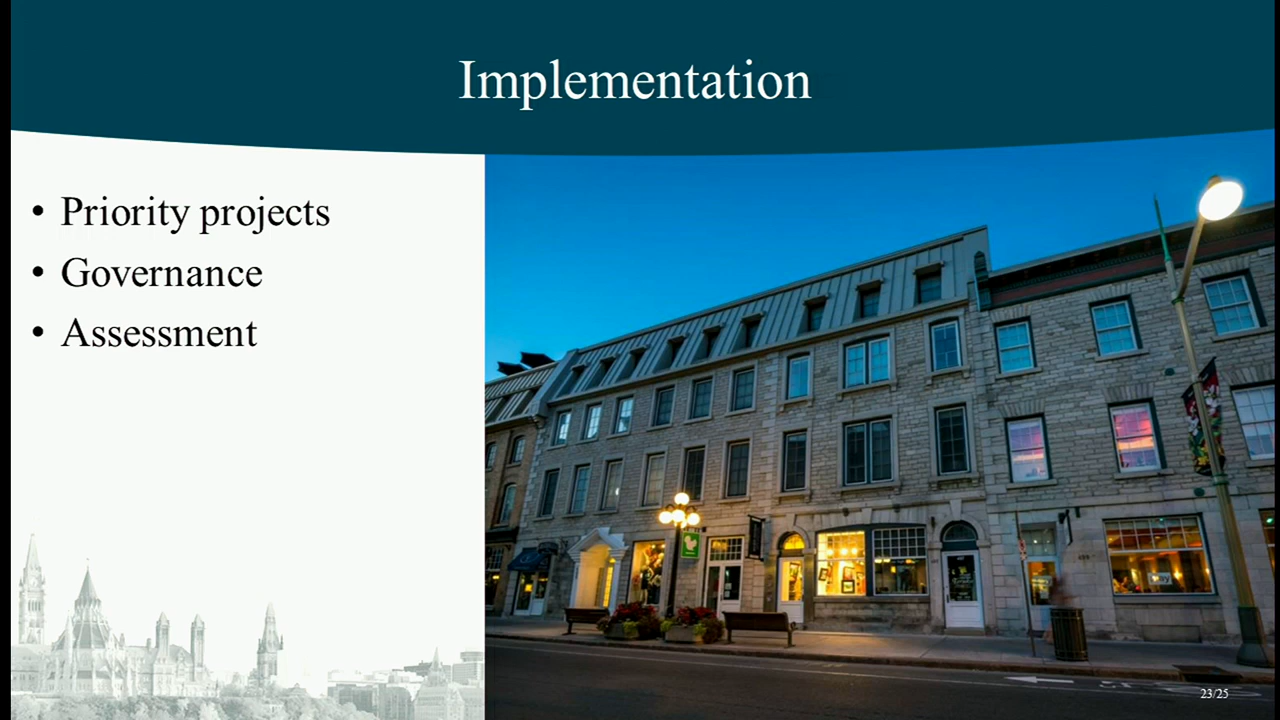 Implementation
• Priority projects
• Governance
• Assessment
23/25